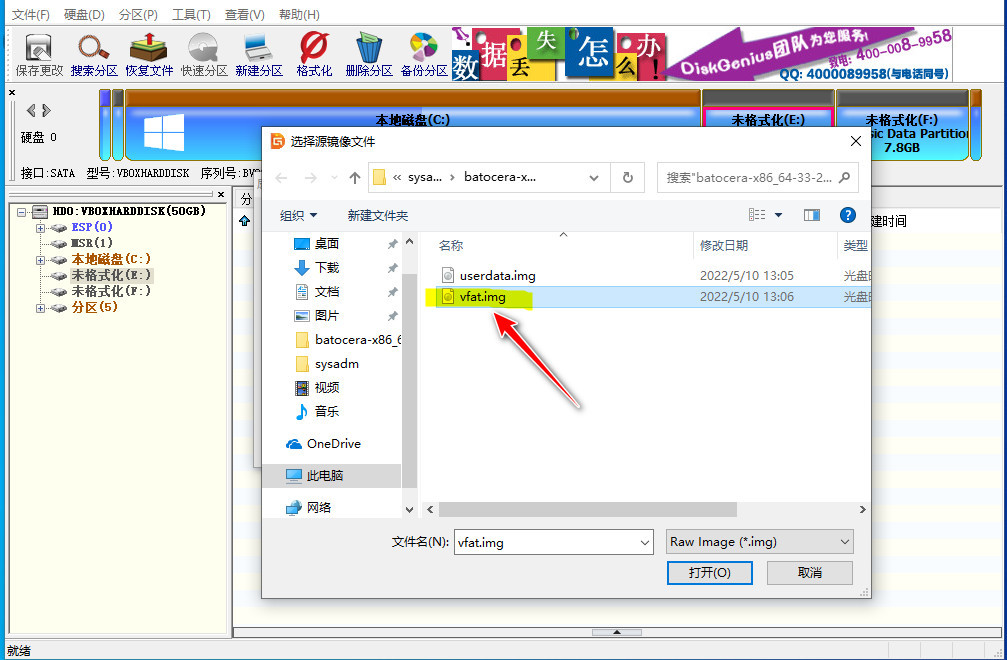 文件(F) 硬盘(D) 分区(P) 工具(T) 查看(V) 帮助(H)
保存更改 搜索分区 恢复文件 快速分区 新建分区 格式化 删除分区 备份分区
数据丢失怎么办!
DiskGenius团队为您服务!
致电: 400-008-9958
QQ: 4000089958(与电话同号)
硬盘 0
本地磁盘(C:)
未格式化(E:)
未格式化(F:)
sic Data Partition
7.8GB
接口:SATA 型号:VBOXHARDDISK 序列号:BV
HD0:VBOXHARDDISK(50GB)
ESP(0)
MSR(1)
本地磁盘(C:)
未格式化(E:)
未格式化(F:)
分区(5)
分
建时间
选择源镜像文件
« sysa... › batocera-x...
搜索"batocera-x86_64-33-2...
组织 新建文件夹
桌面
下载
文档
图片
batocera-x86_6
sysadm
视频
音乐
OneDrive
此电脑
网络
名称 修改日期 类型
userdata.img 2022/5/10 13:05 光盘
vfat.img 2022/5/10 13:06 光盘
文件名(N): vfat.img
Raw Image (*.img)
打开(O) 取消
就绪